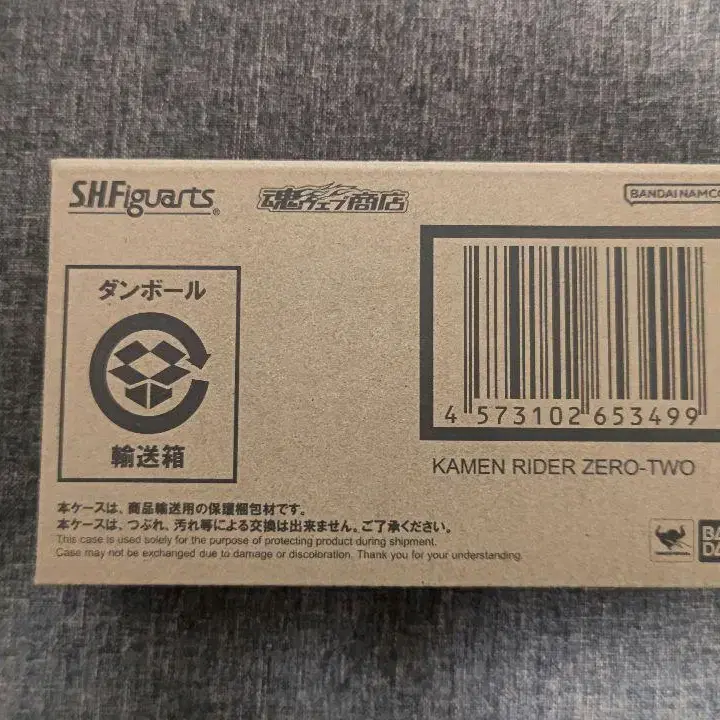 S.H.Figuarts®
魂ウェブ商店
BANDAI NAMCO
ダンボール
輸送箱
4 573102 653499
KAMEN RIDER ZERO-TWO
本ケースは、商品輸送用の保護梱包材です。
本ケースは、つぶれ、汚れ等による交換は出来ません。ご了承ください。
This case is used solely for the purpose of protecting product during shipment.
Case may not be exchanged due to damage or discoloration. Thank you for your understanding.
BA
DA